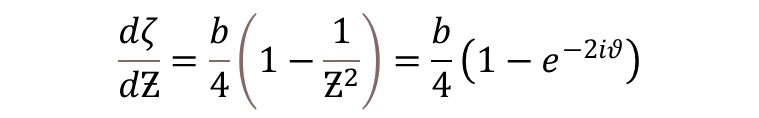 dζ/dƵ = b/4 (1 − 1/Ƶ²) = b/4 (1 − e^{−2iϑ})